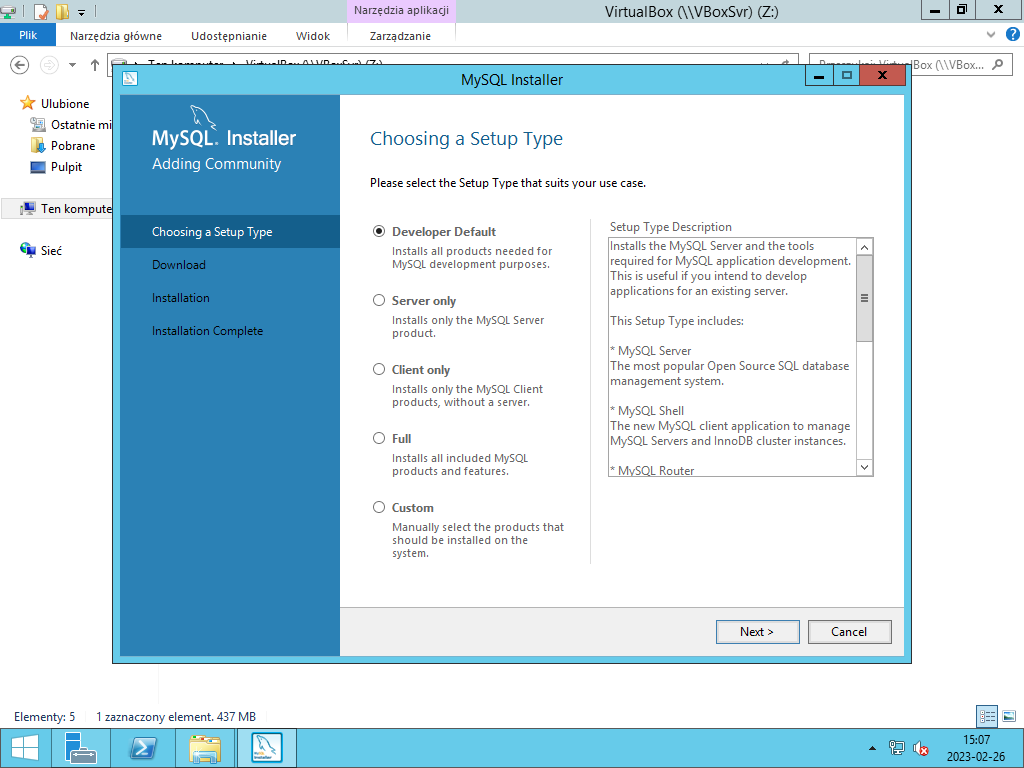 Narzędzia aplikacji
VirtualBox (\\VBoxSvr) (Z:)
Plik
Narzędzia główne
Udostępnianie
Widok
Zarządzanie
Ten komputer
VirtualBox (\\VBoxSvr) (Z:)
Przeszukaj: VirtualBox (\\VBox...
Ulubione
Ostatnie mi
Pobrane
Pulpit
Ten kompute
Sieć
MySQL Installer
MySQL. Installer
Adding Community
Choosing a Setup Type
Download
Installation
Installation Complete
Choosing a Setup Type
Please select the Setup Type that suits your use case.
Developer Default
Installs all products needed for
MySQL development purposes.
Server only
Installs only the MySQL Server
product.
Client only
Installs only the MySQL Client
products, without a server.
Full
Installs all included MySQL
products and features.
Custom
Manually select the products that
should be installed on the
system.
Setup Type Description
Installs the MySQL Server and the tools
required for MySQL application development.
This is useful if you intend to develop
applications for an existing server.
This Setup Type includes:
* MySQL Server
The most popular Open Source SQL database
management system.
* MySQL Shell
The new MySQL client application to manage
MySQL Servers and InnoDB cluster instances.
* MySQL Router
Next >
Cancel
Elementy: 5
1 zaznaczony element. 437 MB
MySQL
Installer
15:07
2023-02-26